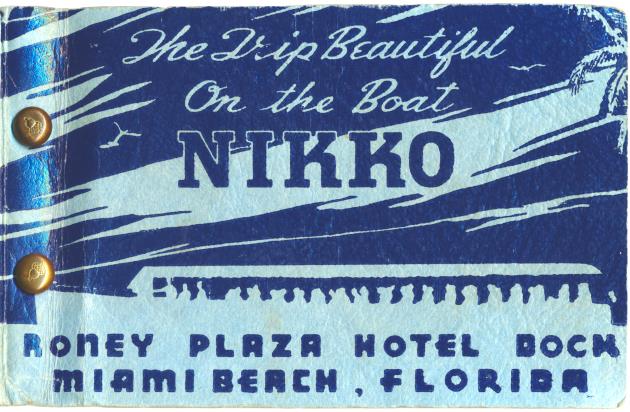 The Trip Beautiful
On the Boat
NIKKO
RONEY PLAZA HOTEL DOCK
MIAMI BEACH, FLORIDA